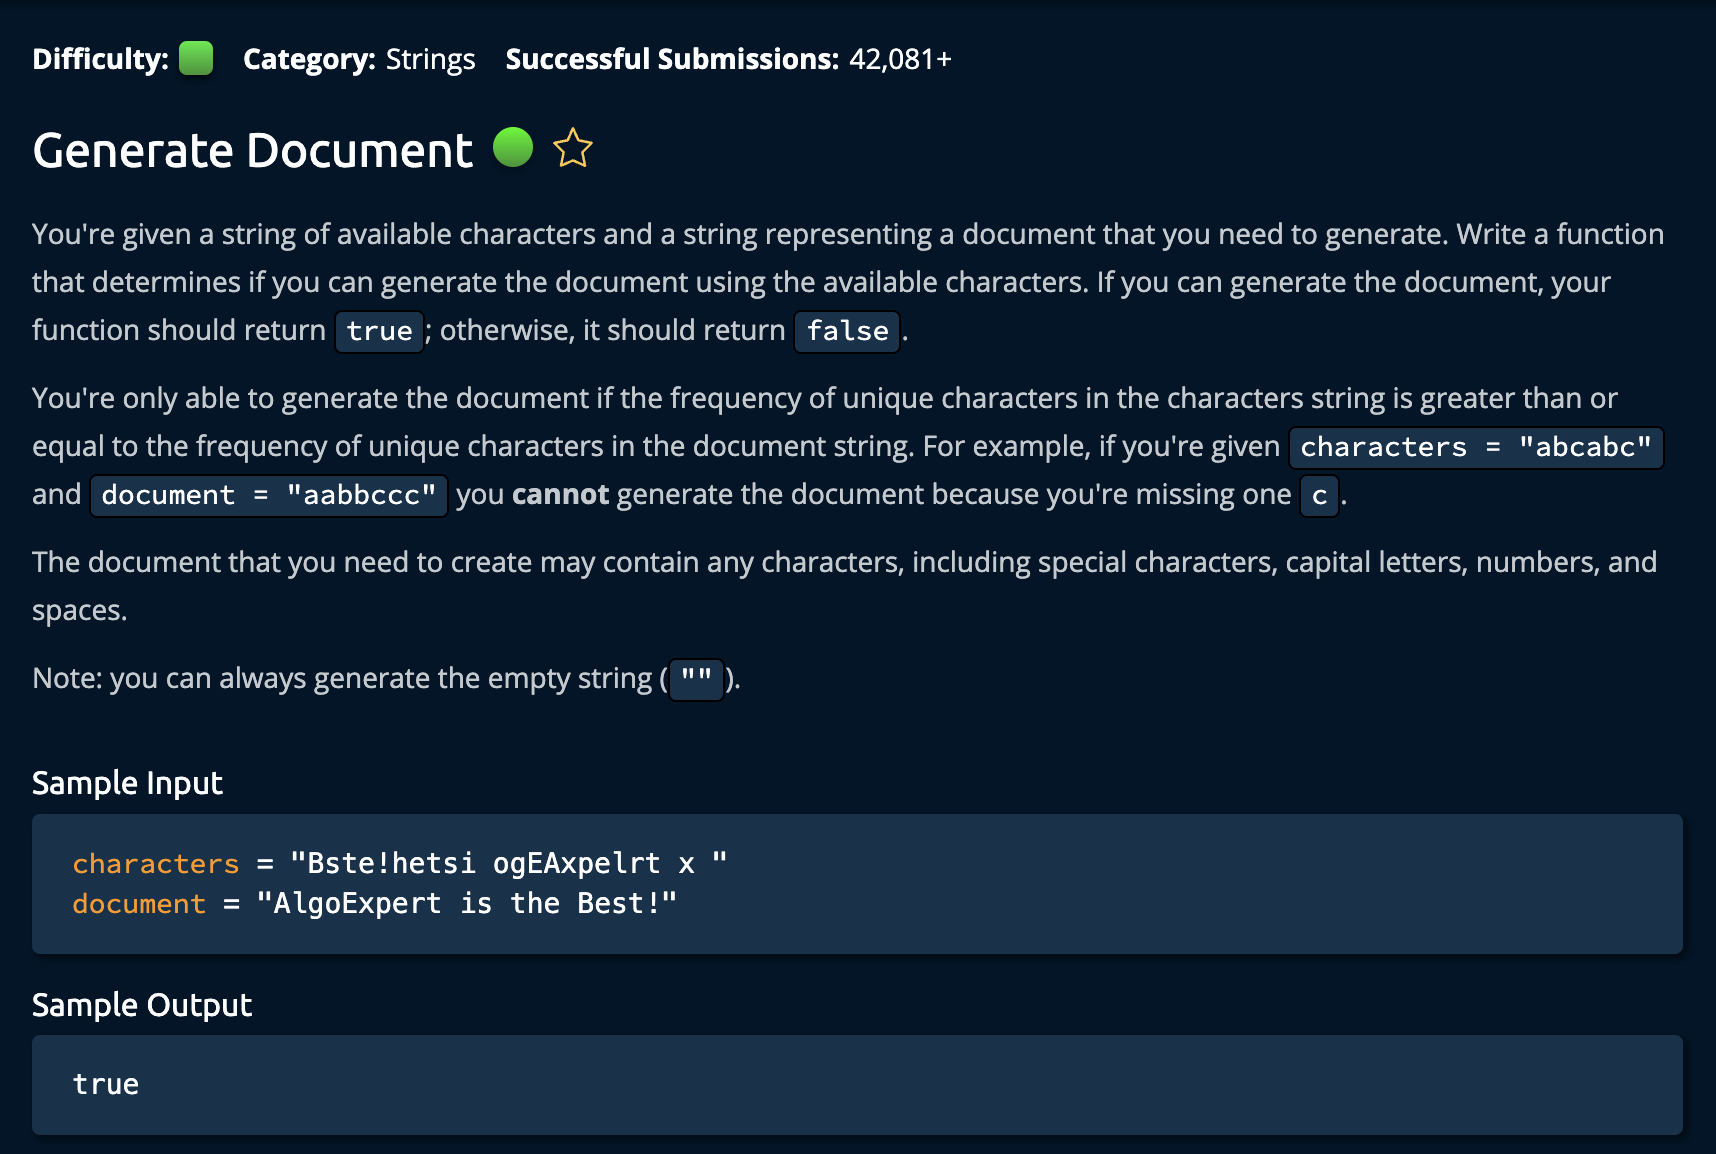 Difficulty: Category: Strings Successful Submissions: 42,081+
Generate Document
You're given a string of available characters and a string representing a document that you need to generate. Write a function
that determines if you can generate the document using the available characters. If you can generate the document, your
function should return true; otherwise, it should return false.
You're only able to generate the document if the frequency of unique characters in the characters string is greater than or
equal to the frequency of unique characters in the document string. For example, if you're given characters = "abcabc"
and document = "aabbccc" you cannot generate the document because you're missing one c.
The document that you need to create may contain any characters, including special characters, capital letters, numbers, and
spaces.
Note: you can always generate the empty string ("").
Sample Input
characters = "Bste!hetsi ogEAxpelrt x "
document = "AlgoExpert is the Best!"
Sample Output
true